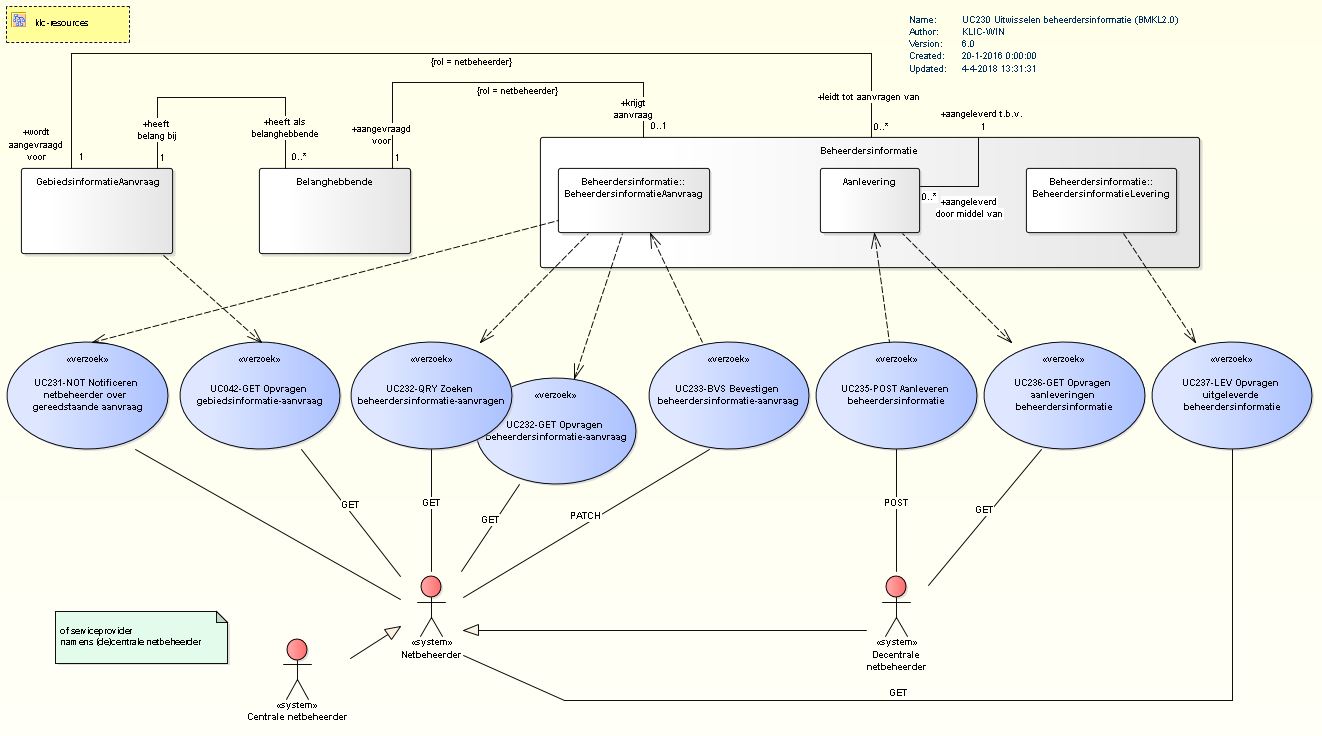 klic-resources
Name: UC230 Uitwisselen beheerdersinformatie (BMKL2.0)
Author: KLIC-WIN
Version: 6.0
Created: 20-1-2016 0:00:00
Updated: 4-4-2018 13:31:31
{rol = netbeheerder}
{rol = netbeheerder}
+wordt
aangevraagd
voor
1
+heeft
belang bij
1
+heeft als
belanghebbende
0..*
+aangevraagd
voor
1
+krijgt
aanvraag
0..1
+leidt tot aanvragen van
0..*
+aangeleverd t.b.v.
1
Beheerdersinformatie
GebiedsinformatieAanvraag
Belanghebbende
Beheerdersinformatie::
BeheerdersinformatieAanvraag
Aanlevering
0..*
+aangeleverd
door middel van
Beheerdersinformatie::
BeheerdersinformatieLevering
«verzoek»
UC231-NOT Notificeren
netbeheerder over
gereedstaande aanvraag
«verzoek»
UC042-GET Opvragen
gebiedsinformatie-aanvraag
«verzoek»
UC232-QRY Zoeken
beheerdersinformatie-aanvragen
«verzoek»
UC232-GET Opvragen
beheerdersinformatie-aanvraag
«verzoek»
UC233-BVS Bevestigen
beheerdersinformatie-aanvraag
«verzoek»
UC235-POST Aanleveren
beheerdersinformatie
«verzoek»
UC236-GET Opvragen
aanleveringen
beheerdersinformatie
«verzoek»
UC237-LEV Opvragen
uitgeleverde
beheerdersinformatie
GET
GET
GET
PATCH
POST
GET
of serviceprovider
namens (de)centrale netbeheerder
«system»
Netbeheerder
«system»
Decentrale
netbeheerder
GET
«system»
Centrale netbeheerder